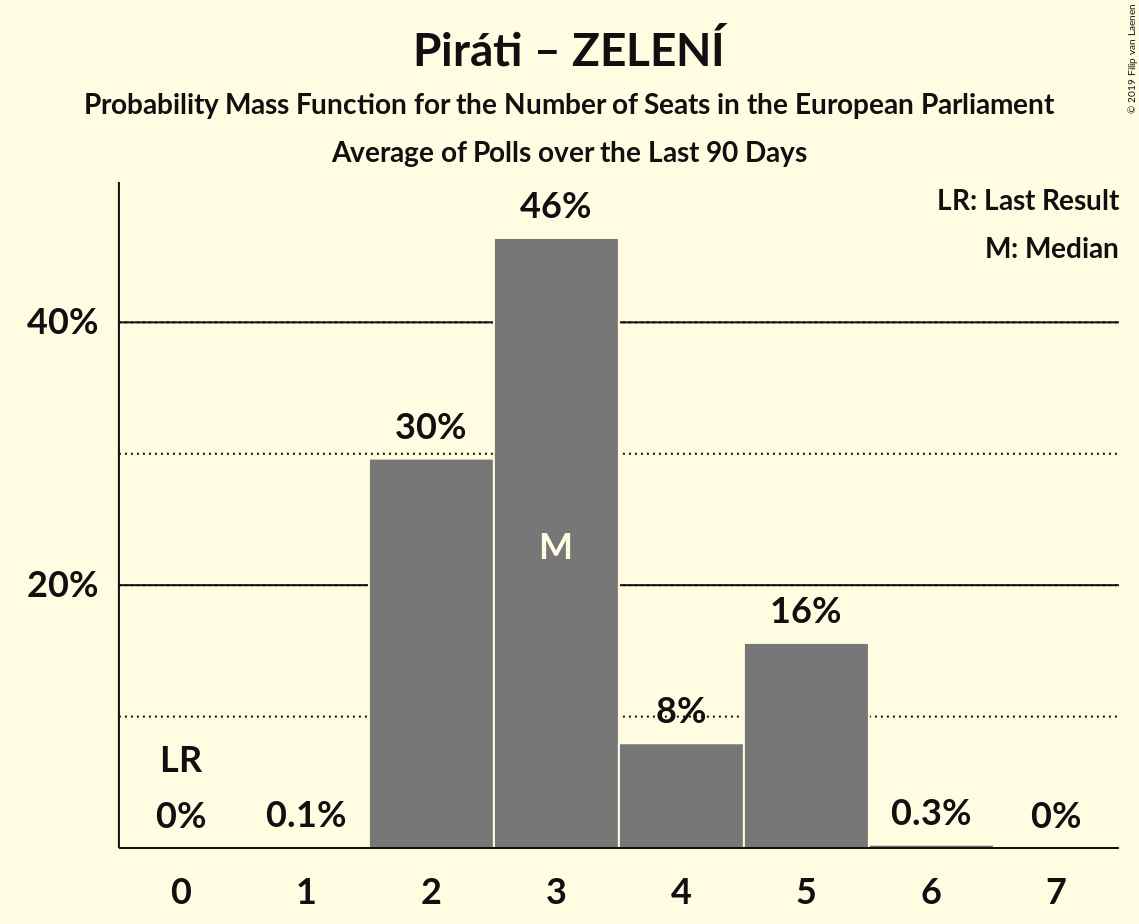 Piráti – ZELENÍ
Probability Mass Function for the Number of Seats in the European Parliament
Average of Polls over the Last 90 Days
© 2019 Filip van Laenen
LR: Last Result
M: Median
46%
40%
30%
M
20%
16%
8%
LR
0%
0.1%
0.3%
0%
0 1 2 3 4 5 6 7